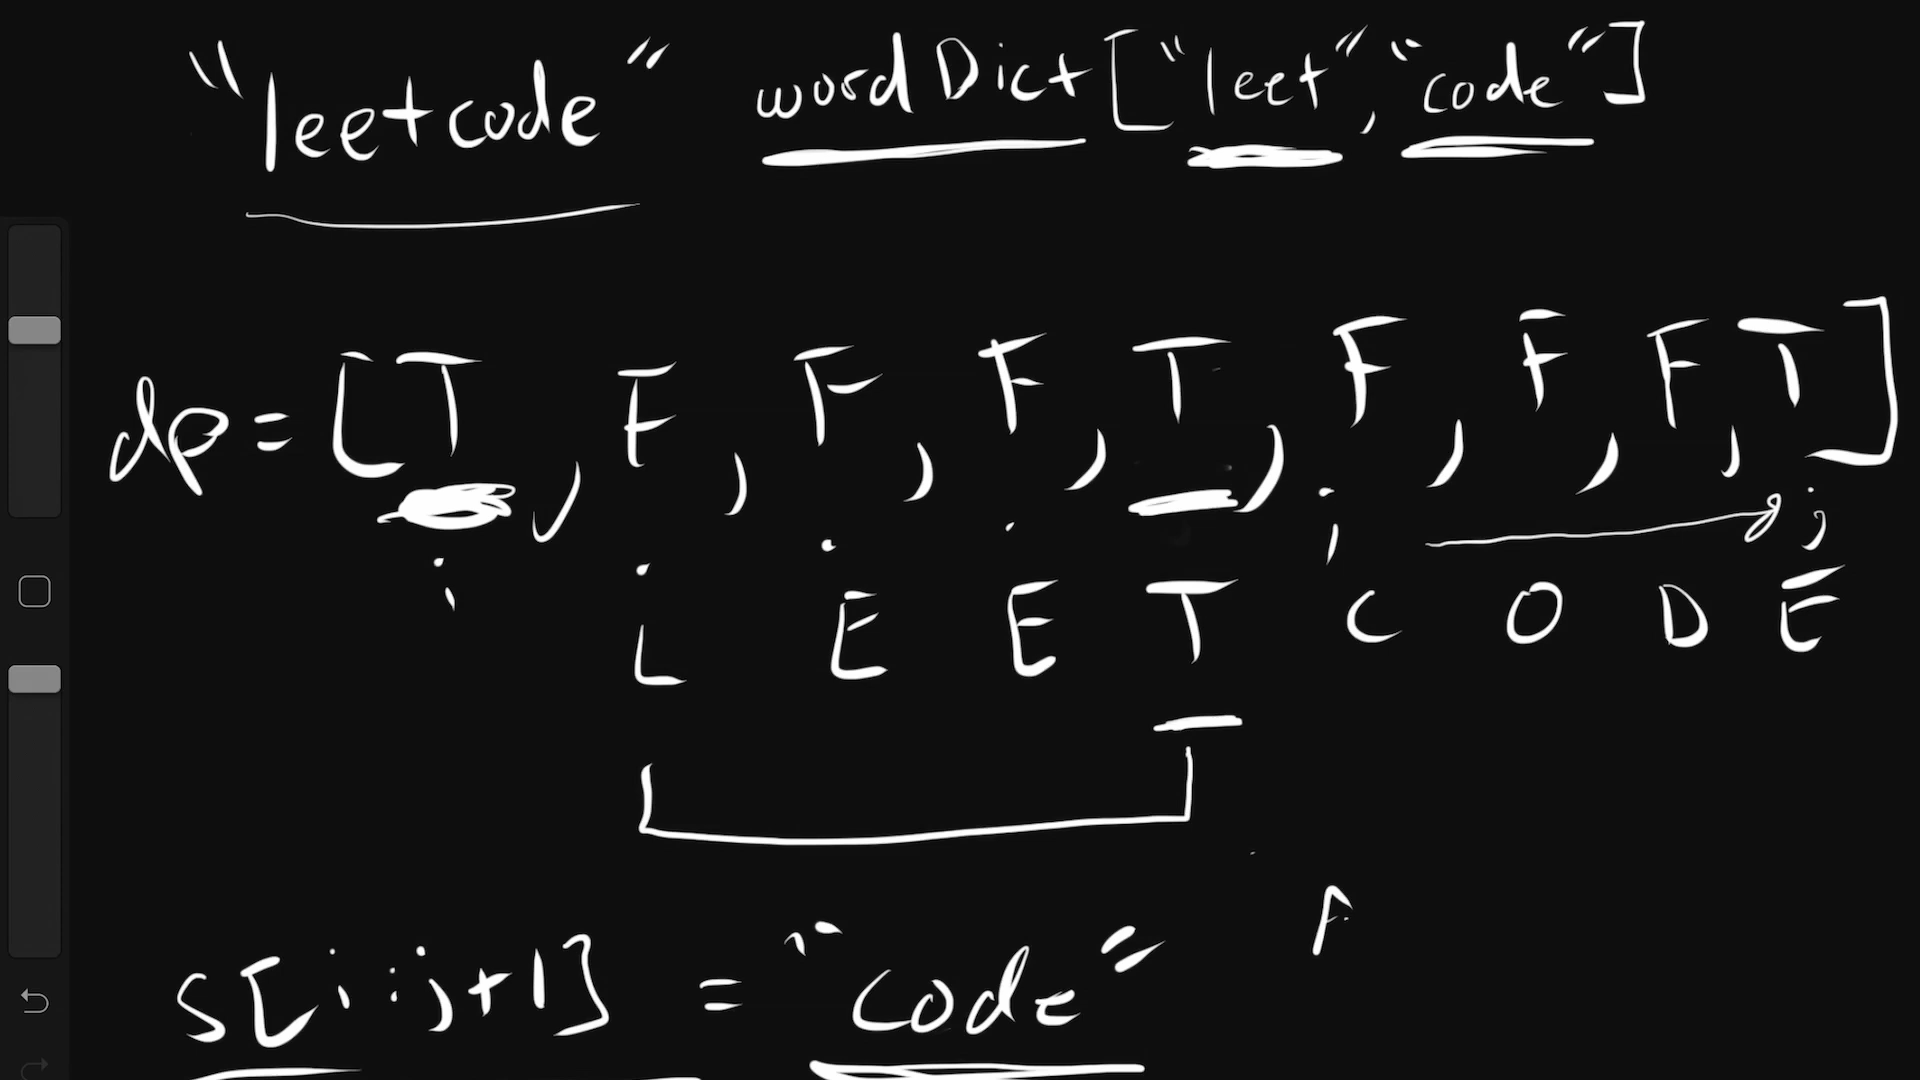 "leetcode" wordDict["leet","code"]
dp=[T,F,F,F,T,F,F,F,T]
i i j
L E E T C O D E
F
s[i:j+1] = "code"